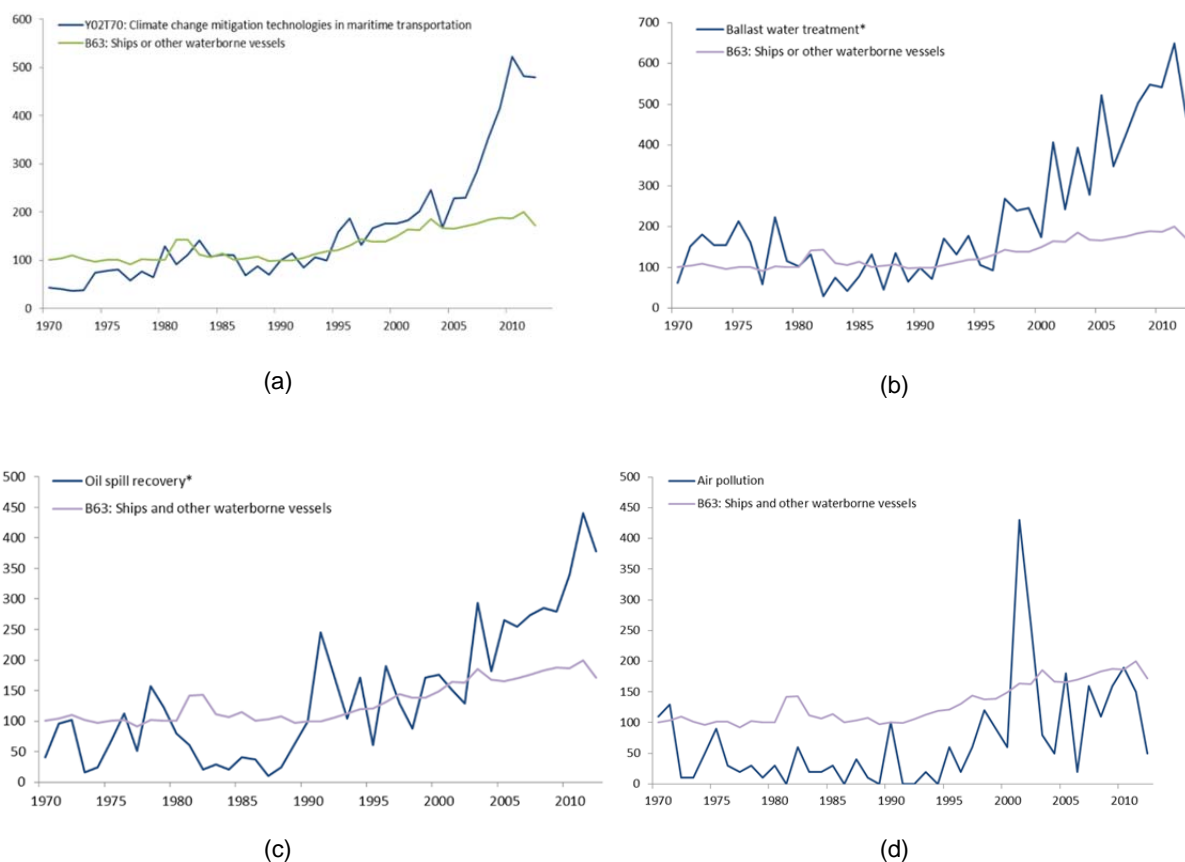 600
500
400
300
200
100
0
1970 1975 1980 1985 1990 1995 2000 2005 2010
Y02T70: Climate change mitigation technologies in maritime transportation
B63: Ships or other waterborne vessels
(a)
700
600
500
400
300
200
100
0
1970 1975 1980 1985 1990 1995 2000 2005 2010
Ballast water treatment*
B63: Ships or other waterborne vessels
(b)
500
450
400
350
300
250
200
150
100
50
0
1970 1975 1980 1985 1990 1995 2000 2005 2010
Oil spill recovery*
B63: Ships and other waterborne vessels
(c)
500
450
400
350
300
250
200
150
100
50
0
1970 1975 1980 1985 1990 1995 2000 2005 2010
Air pollution
B63: Ships and other waterborne vessels
(d)